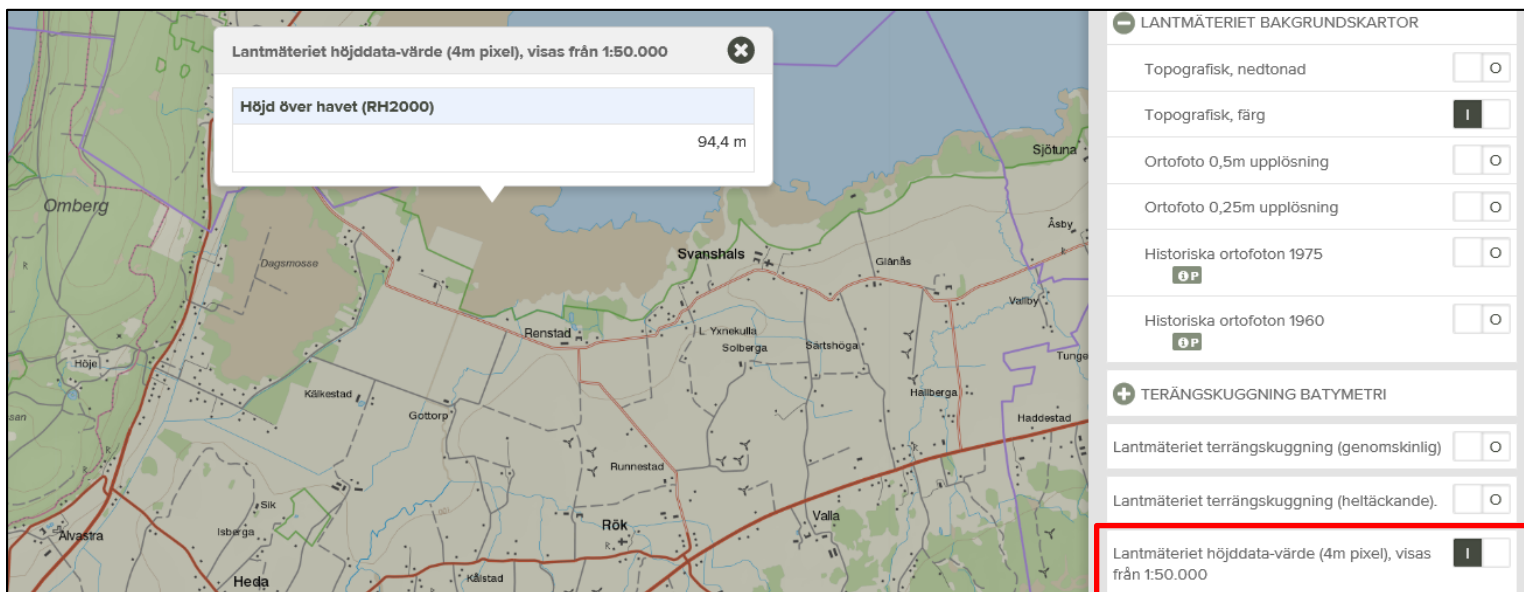 Lantmäteriet höjddata-värde (4m pixel), visas från 1:50.000
Höjd över havet (RH2000)
94,4 m
Omberg
Dagsmosse
Sjötuna
Åsby
Svanshals
Glänås
Vallby
Renstad
L Yxnekulla
Solberga
Särtshöga
Tunge
Höje
Kälkestad
Gottorp
Hallberga
Haddestad
san
Runnestad
Sik
Isberga
Alvastra
Rök
Valla
Heda
Kålstad
R
R
R
R
LANTMÄTERIET BAKGRUNDSKARTOR
Topografisk, nedtonad
O
Topografisk, färg
I
Ortofoto 0,5m upplösning
O
Ortofoto 0,25m upplösning
O
Historiska ortofoton 1975
O
i P
Historiska ortofoton 1960
O
i P
TERÄNGSKUGGNING BATYMETRI
Lantmäteriet terrängskuggning (genomskinlig)
O
Lantmäteriet terrängskuggning (heltäckande).
O
Lantmäteriet höjddata-värde (4m pixel), visas
från 1:50.000
I